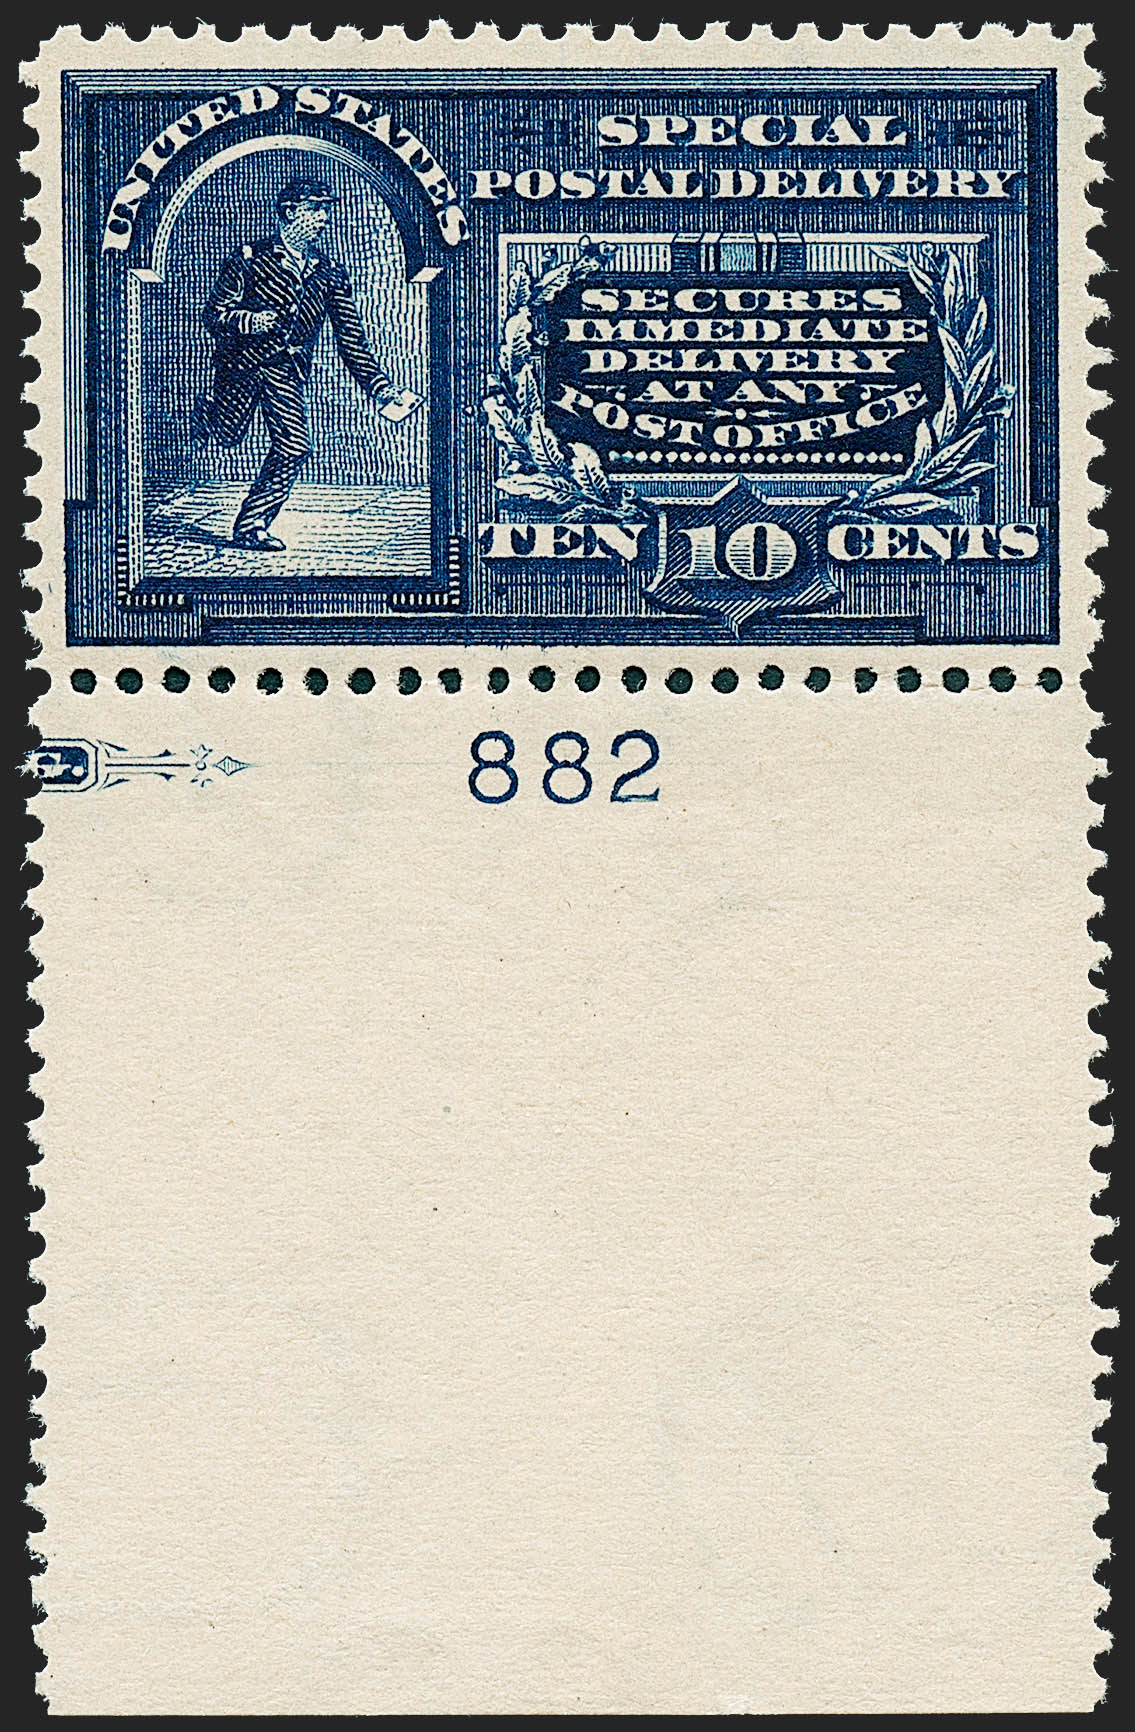 UNITED STATES
SPECIAL
POSTAL DELIVERY
SECURES
IMMEDIATE
DELIVERY
AT ANY
POST OFFICE
TEN 10 CENTS
882